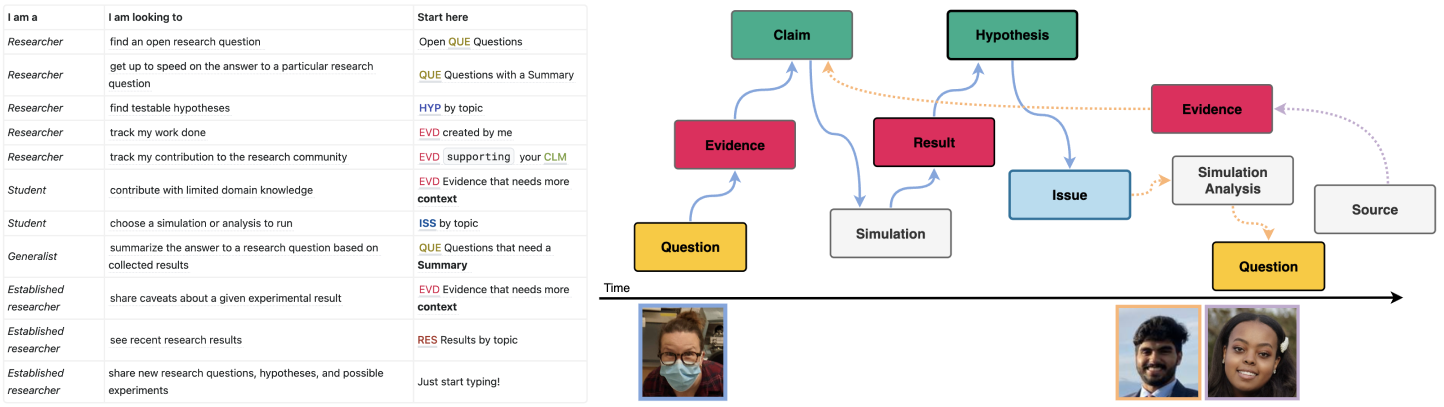 I am a I am looking to Start here
Researcher find an open research question Open QUE Questions
Researcher get up to speed on the answer to a particular research
question QUE Questions with a Summary
Researcher find testable hypotheses HYP by topic
Researcher track my work done EVD created by me
Researcher track my contribution to the research community EVD supporting your CLM
Student contribute with limited domain knowledge EVD Evidence that needs more
context
Student choose a simulation or analysis to run ISS by topic
Generalist summarize the answer to a research question based on
collected results QUE Questions that need a
Summary
Established
researcher share caveats about a given experimental result EVD Evidence that needs more
context
Established
researcher see recent research results RES Results by topic
Established
researcher share new research questions, hypotheses, and possible
experiments Just start typing!
Claim
Hypothesis
Evidence
Evidence
Result
Simulation
Analysis
Issue
Source
Simulation
Question
Question
Time